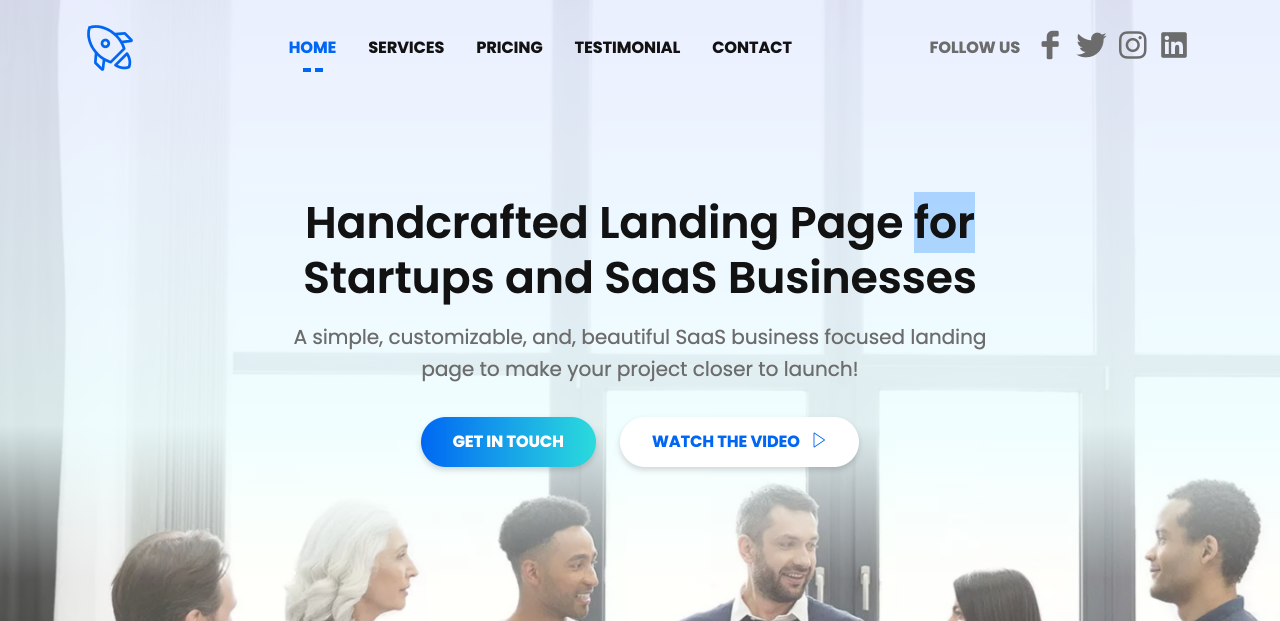 HOME SERVICES PRICING TESTIMONIAL CONTACT FOLLOW US
Handcrafted Landing Page for
Startups and SaaS Businesses
A simple, customizable, and, beautiful SaaS business focused landing
page to make your project closer to launch!
GET IN TOUCH WATCH THE VIDEO